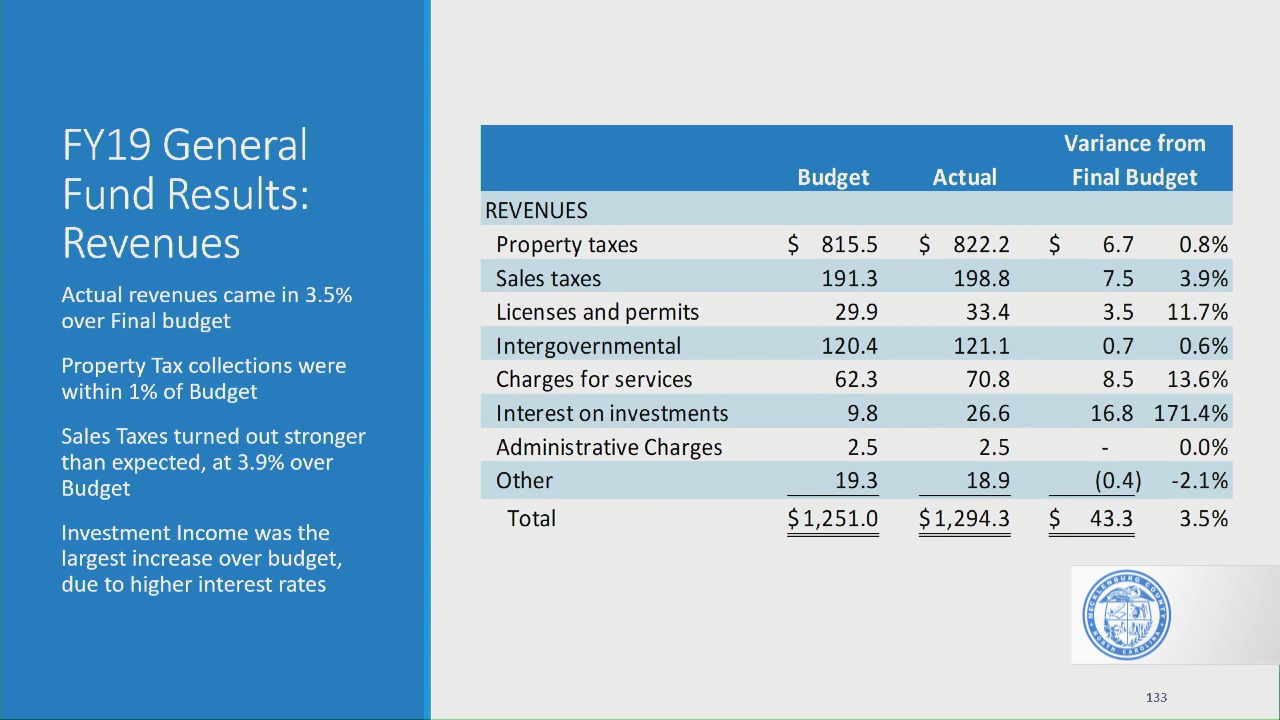 FY19 General
Fund Results:
Revenues
Actual revenues came in 3.5%
over Final budget
Property Tax collections were
within 1% of Budget
Sales Taxes turned out stronger
than expected, at 3.9% over
Budget
Investment Income was the
largest increase over budget,
due to higher interest rates
Variance from
Budget Actual Final Budget
REVENUES
Property taxes $ 815.5 $ 822.2 $ 6.7 0.8%
Sales taxes 191.3 198.8 7.5 3.9%
Licenses and permits 29.9 33.4 3.5 11.7%
Intergovernmental 120.4 121.1 0.7 0.6%
Charges for services 62.3 70.8 8.5 13.6%
Interest on investments 9.8 26.6 16.8 171.4%
Administrative Charges 2.5 2.5 - 0.0%
Other 19.3 18.9 (0.4) -2.1%
Total $1,251.0 $1,294.3 $ 43.3 3.5%
MECKLENBURG COUNTY
NORTH CAROLINA
133